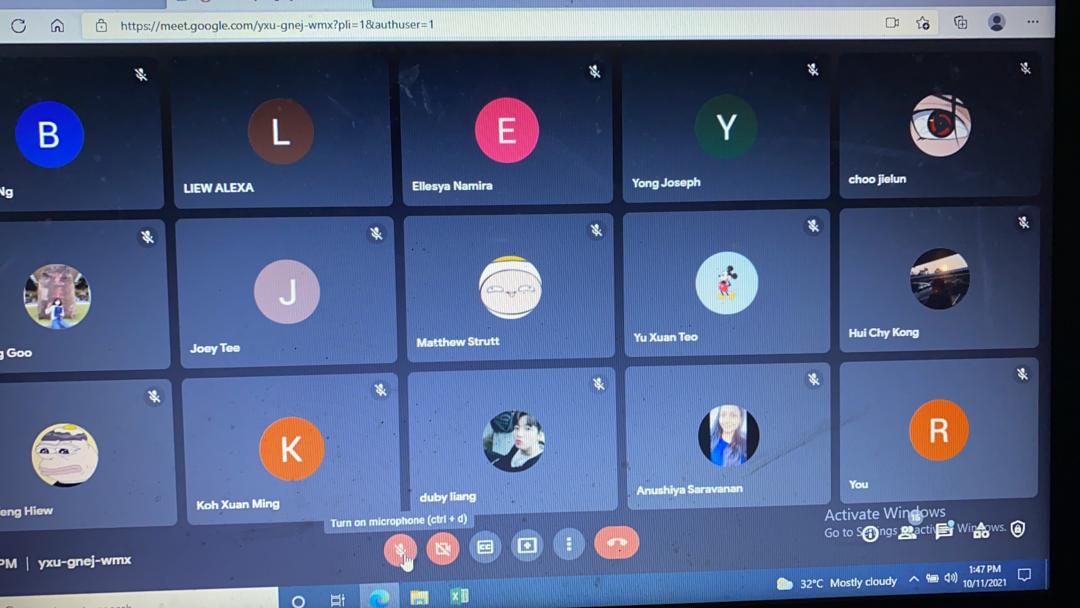 https://meet.google.com/yxu-gnej-wmx?pli=1&authuser=1
B
L
E
Y
Ng
LIEW ALEXA
Ellesya Namira
Yong Joseph
choo jielun
J
Goo
Joey Tee
Matthew Strutt
Yu Xuan Teo
Hui Chy Kong
K
R
eng Hiew
Koh Xuan Ming
duby liang
Anushiya Saravanan
You
Turn on microphone (ctrl + d)
Activate Windows
Go to Settings to activate Windows.
16
CC
PM | yxu-gnej-wmx
32°C Mostly cloudy
1:47 PM
10/11/2021